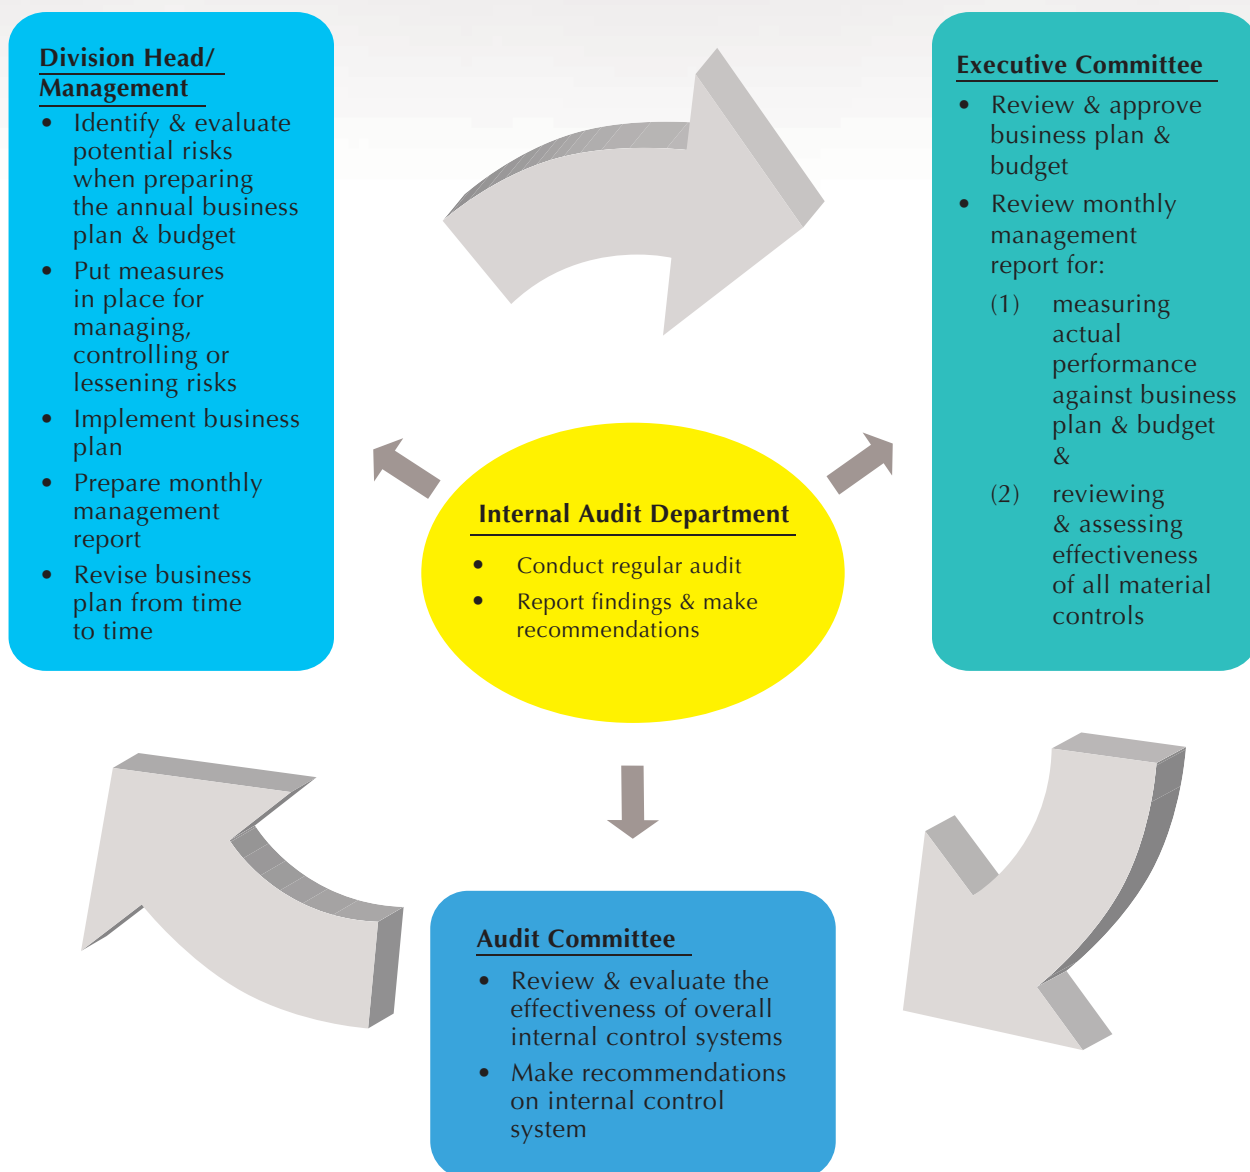 Division Head/
Management
• Identify & evaluate
potential risks
when preparing
the annual business
plan & budget
• Put measures
in place for
managing,
controlling or
lessening risks
• Implement business
plan
• Prepare monthly
management
report
• Revise business
plan from time
to time
Executive Committee
• Review & approve
business plan &
budget
• Review monthly
management
report for:
(1) measuring
actual
performance
against business
plan & budget
&
(2) reviewing
& assessing
effectiveness
of all material
controls
Internal Audit Department
• Conduct regular audit
• Report findings & make
recommendations
Audit Committee
• Review & evaluate the
effectiveness of overall
internal control systems
• Make recommendations
on internal control
system